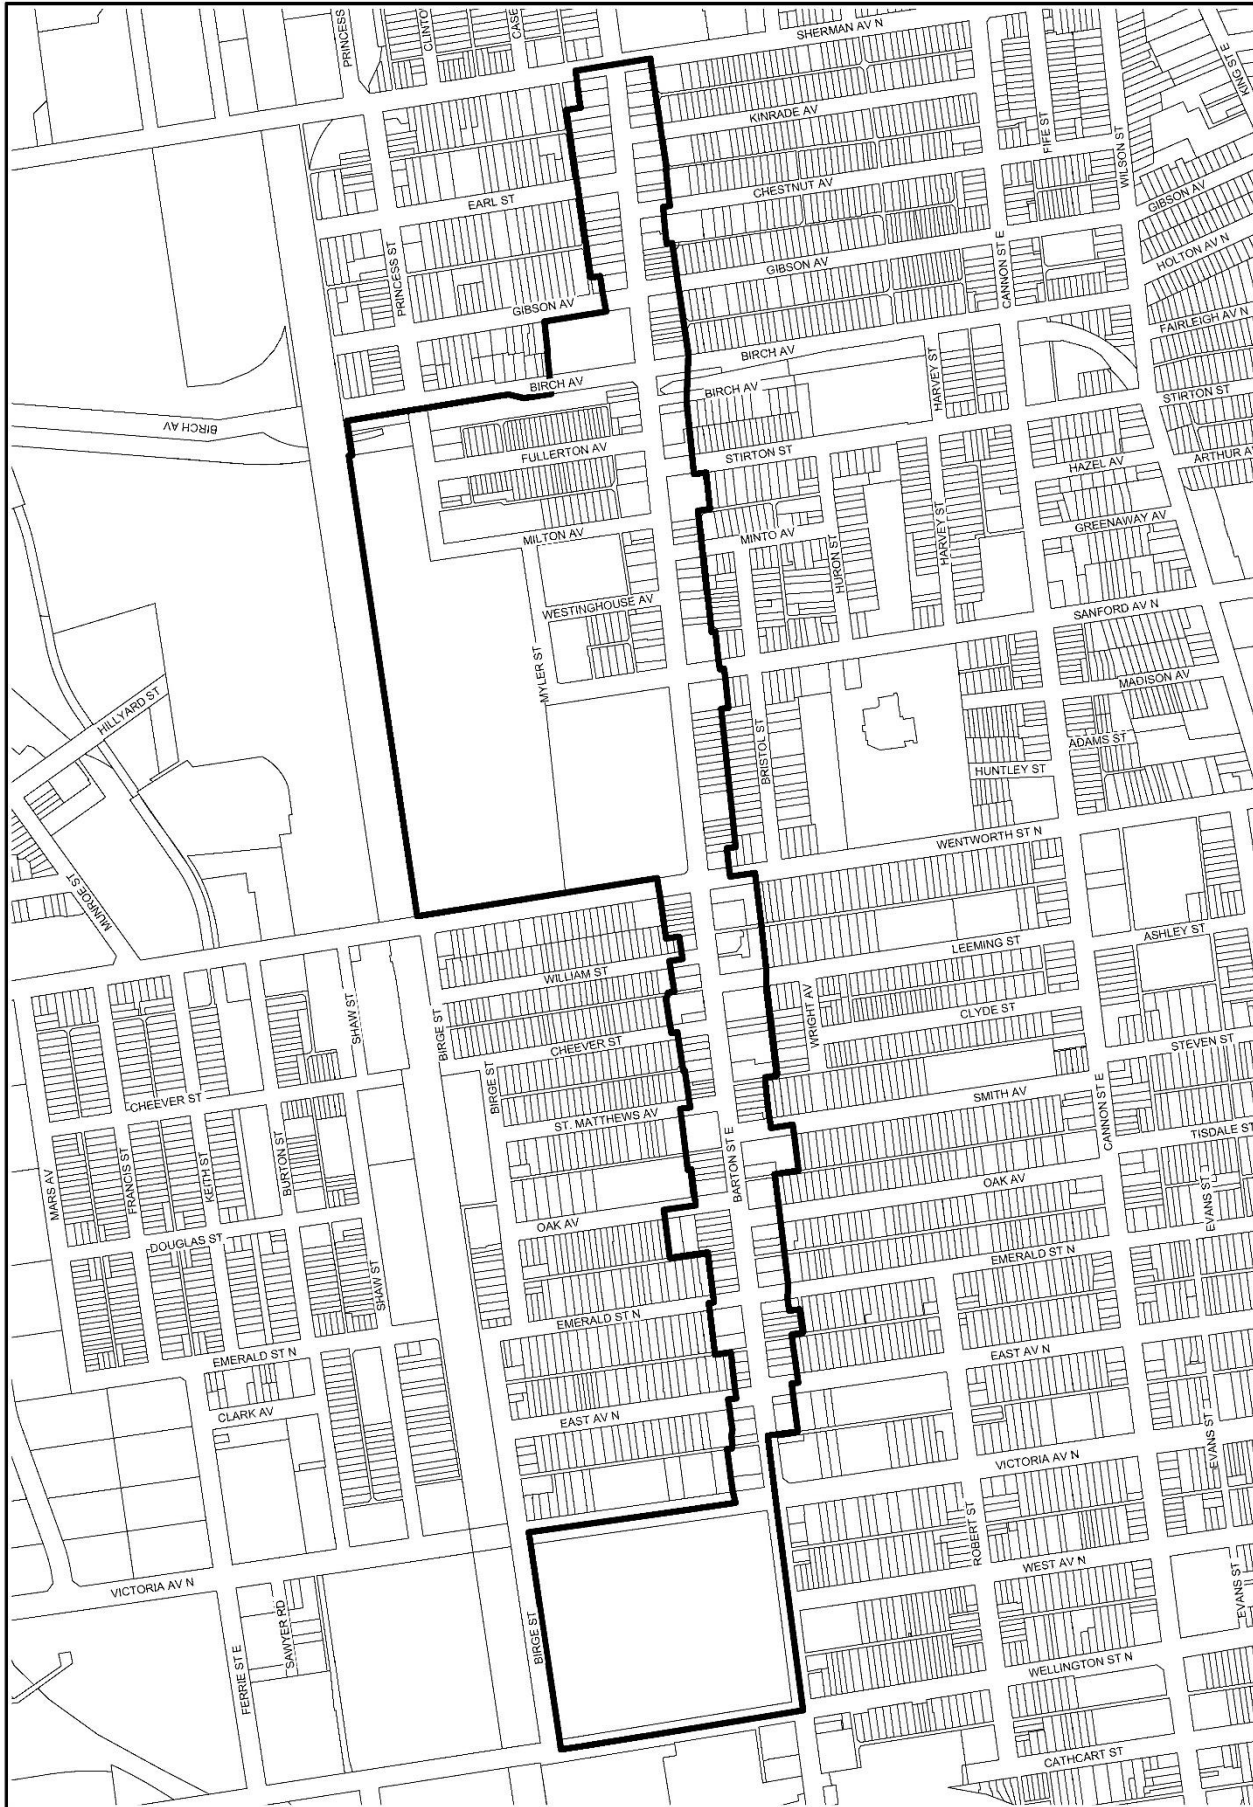 PRINCESS
CLINTO
CASE
SHERMAN AV N
KING ST E
KINRADE AV
FIFE ST
WILSON ST
CHESTNUT AV
EARL ST
GIBSON AV
PRINCESS ST
GIBSON AV
CANNON ST E
HOLTON AV N
GIBSON AV
FAIRLEIGH AV N
BIRCH AV
BIRCH AV
HARVEY ST
BIRCH AV
STIRTON ST
BIRCH AV
FULLERTON AV
STIRTON ST
ARTHUR A
HAZEL AV
GREENAWAY AV
MILTON AV
MINTO AV
HURON ST
HARVEY ST
WESTINGHOUSE AV
SANFORD AV N
MYLER ST
MADISON AV
HILLYARD ST
BRISTOL ST
ADAMS ST
HUNTLEY ST
WENTWORTH ST N
MUNROE ST
LEEMING ST
ASHLEY ST
WILLIAM ST
SHAW ST
BIRGE ST
WRIGHT AV
CLYDE ST
CHEEVER ST
STEVEN ST
BIRGE ST
CHEEVER ST
ST. MATTHEWS AV
SMITH AV
CANNON ST E
TISDALE ST
BARTON ST E
MARS AV
FRANCIS ST
KEITH ST
BURTON ST
OAK AV
EVANS ST
OAK AV
DOUGLAS ST
EMERALD ST N
SHAW ST
EMERALD ST N
EMERALD ST N
EAST AV N
CLARK AV
EAST AV N
EVANS ST
VICTORIA AV N
ROBERT ST
WEST AV N
VICTORIA AV N
EVANS ST
SAWYER RD
BIRGE ST
FERRIE ST E
WELLINGTON ST N
CATHCART ST